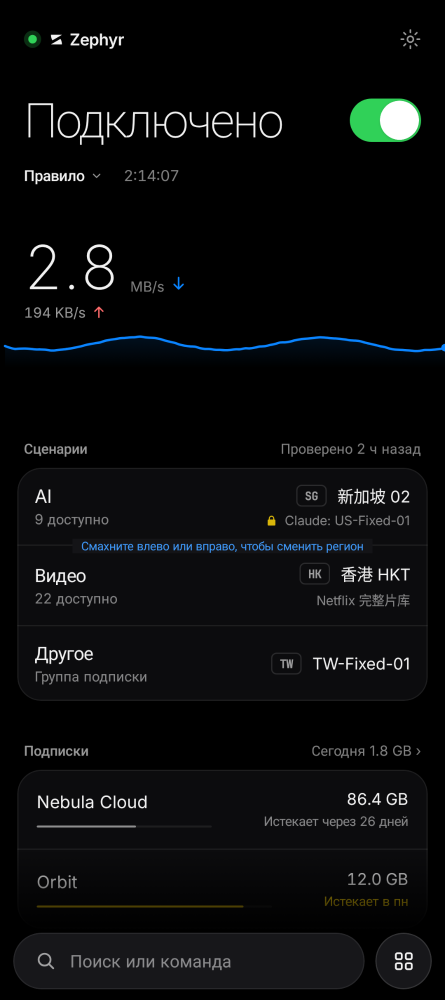 Zephyr
Подключено
Правило 2:14:07
2.8 MB/s ↓
194 KB/s ↑
Сценарии Проверено 2 ч назад
AI SG 新加坡 02
9 доступно Claude: US-Fixed-01
Смахните влево или вправо, чтобы сменить регион
Видео HK 香港 HKT
22 доступно Netflix 完整片库
Другое TW TW-Fixed-01
Группа подписки
Подписки Сегодня 1.8 GB ›
Nebula Cloud 86.4 GB
Истекает через 26 дней
Orbit 12.0 GB
Истекает в пн
Поиск или команда